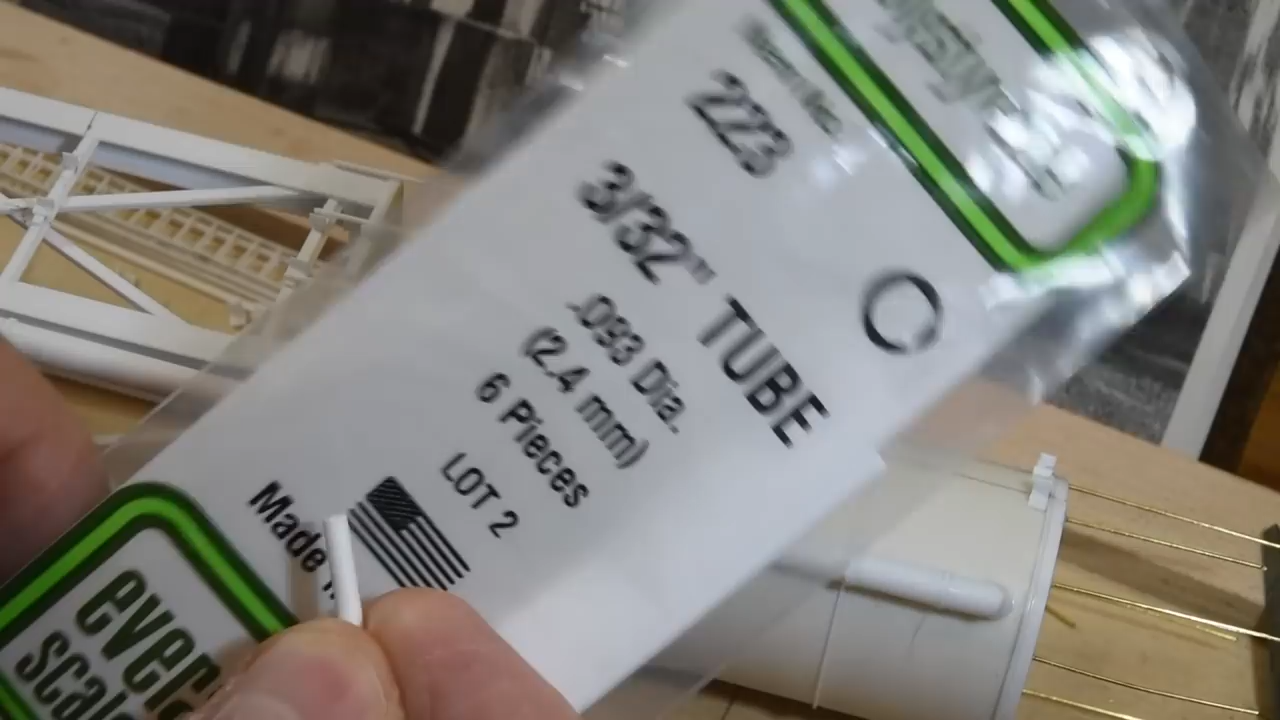 223
3/32" TUBE
.093 Dia.
(2.4 mm)
6 Pieces
LOT 2
Made
ever
scal